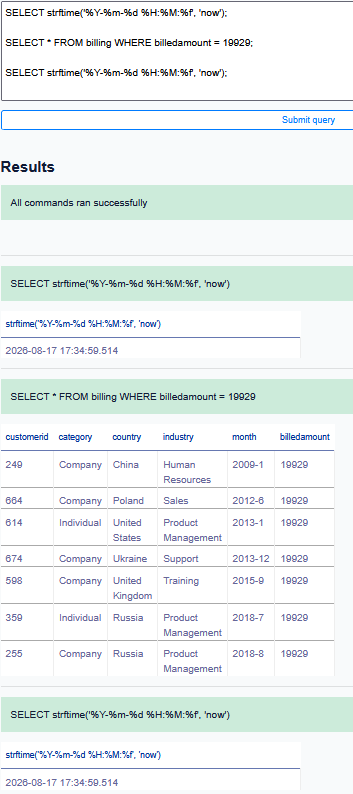 SELECT strftime('%Y-%m-%d %H:%M:%f', 'now');
SELECT * FROM billing WHERE billedamount = 19929;
SELECT strftime('%Y-%m-%d %H:%M:%f', 'now');
Submit query
Results
All commands ran successfully
SELECT strftime('%Y-%m-%d %H:%M:%f', 'now')
strftime('%Y-%m-%d %H:%M:%f', 'now')
2026-08-17 17:34:59.514
SELECT * FROM billing WHERE billedamount = 19929
customerid category country industry month billedamount
249 Company China Human Resources 2009-1 19929
664 Company Poland Sales 2012-6 19929
614 Individual United States Product Management 2013-1 19929
674 Company Ukraine Support 2013-12 19929
598 Company United Kingdom Training 2015-9 19929
359 Individual Russia Product Management 2018-7 19929
255 Company Russia Product Management 2018-8 19929
SELECT strftime('%Y-%m-%d %H:%M:%f', 'now')
strftime('%Y-%m-%d %H:%M:%f', 'now')
2026-08-17 17:34:59.514